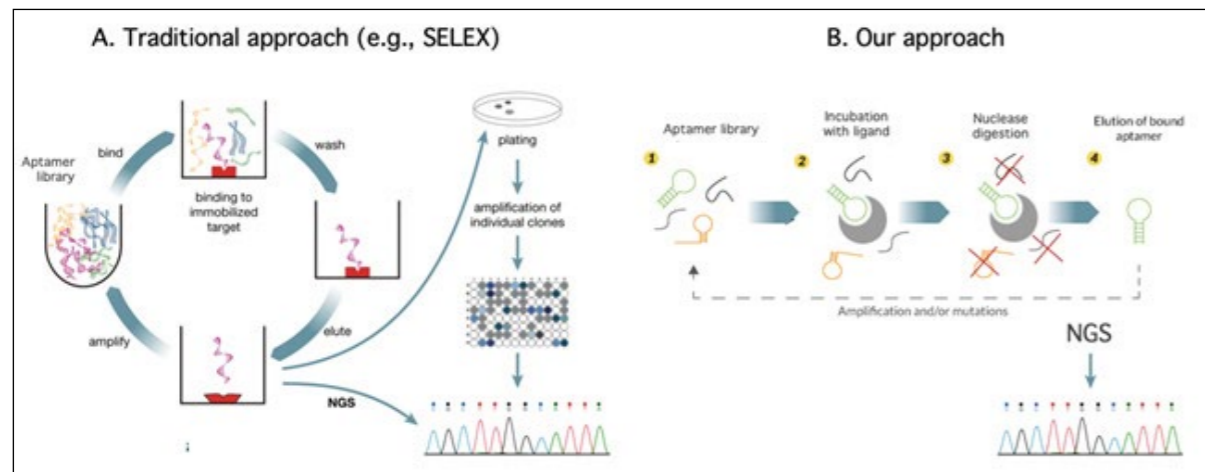 A. Traditional approach (e.g., SELEX)
Aptamer
library
bind
wash
binding to
immobilized
target
elute
amplify
NGS
plating
amplification of
individual clones
B. Our approach
Aptamer library
Incubation
with ligand
Nuclease
digestion
Elution of bound
aptamer
1
2
3
4
Amplification and/or mutations
NGS